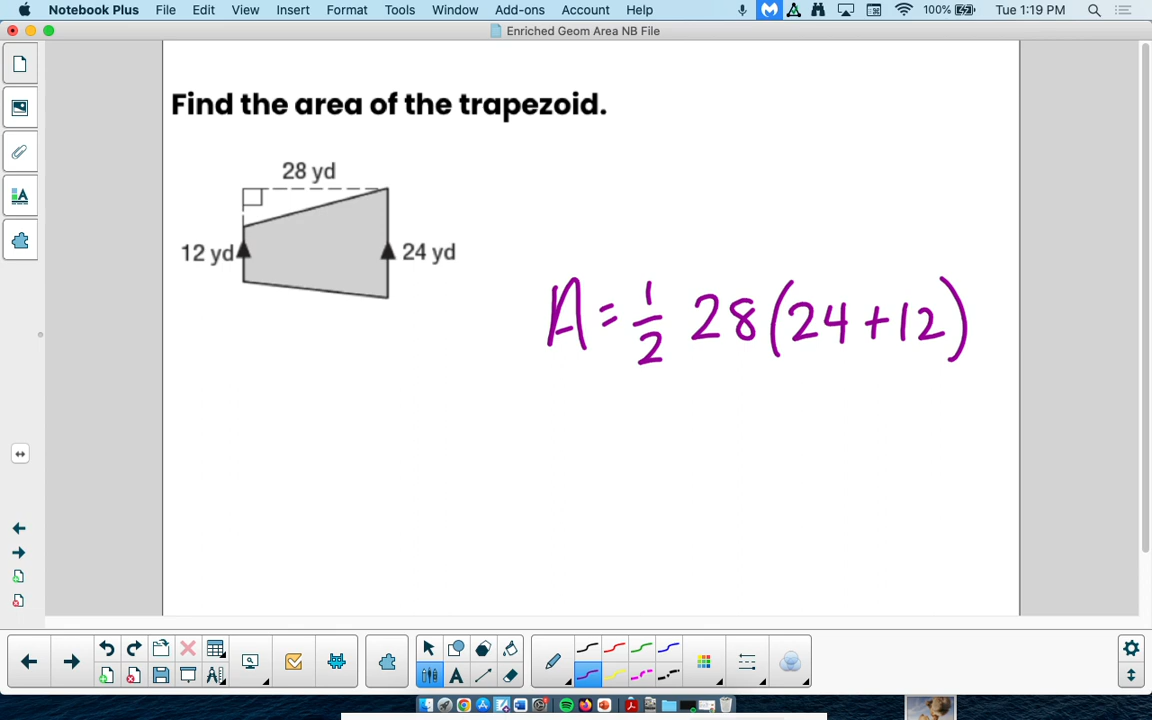 Notebook Plus File Edit View Insert Format Tools Window Add-ons Account Help 100% Tue 1:19 PM
Enriched Geom Area NB File
Find the area of the trapezoid.
28 yd
12 yd 24 yd
A = 1/2 28(24+12)